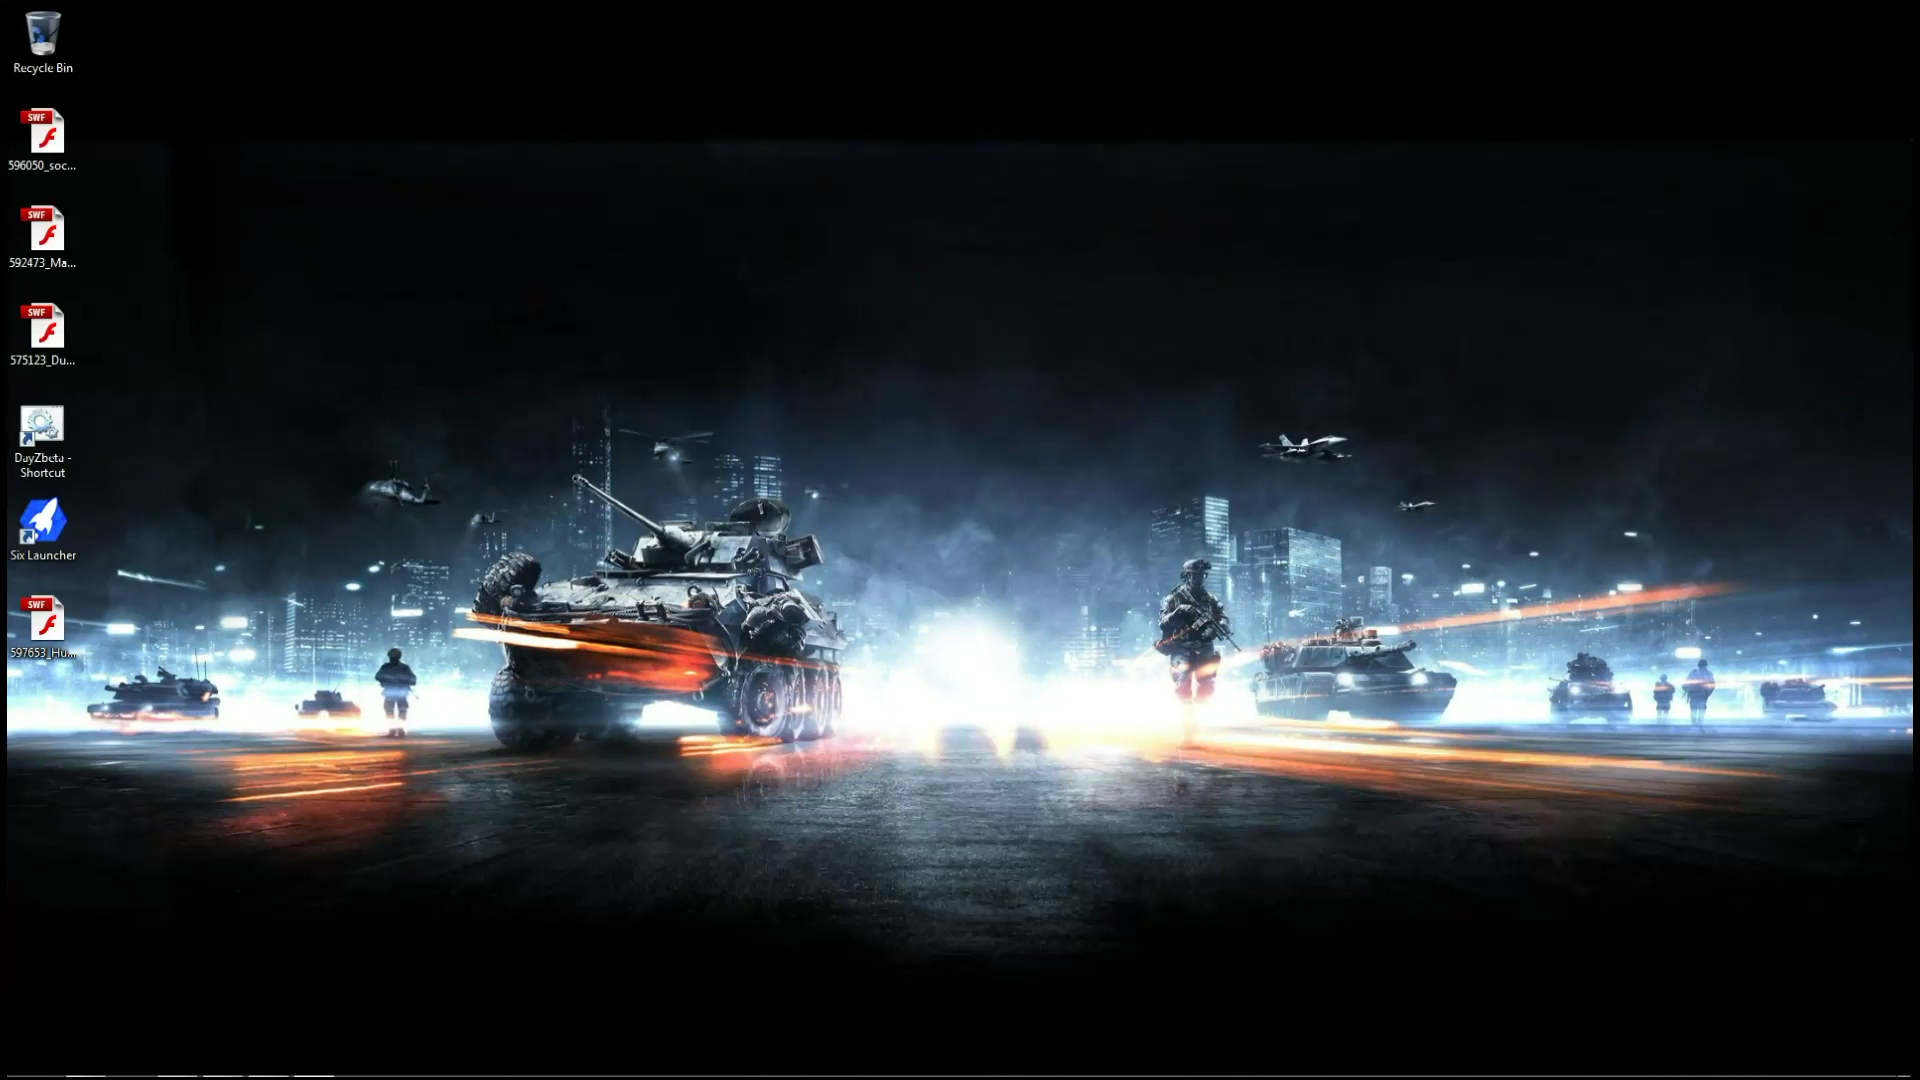 Recycle Bin
SWF
596050_soc...
SWF
592473_Ma...
SWF
575123_Du...
DayZbeta -
Shortcut
Six Launcher
SWF
597653_Hu...